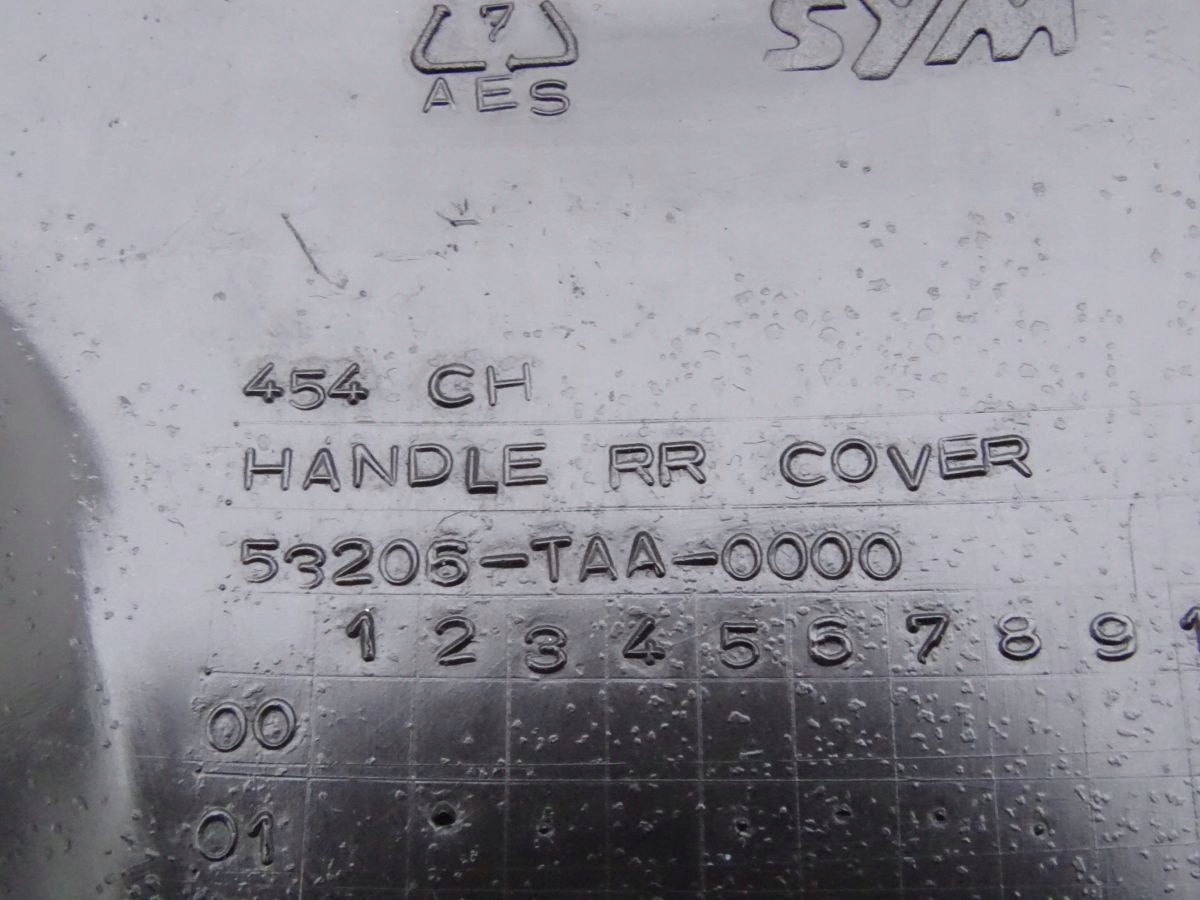 7 SYM
AES
454 CH
HANDLE RR COVER
53206-TAA-0000
1 2 3 4 5 6 7 8 9 1
00
01